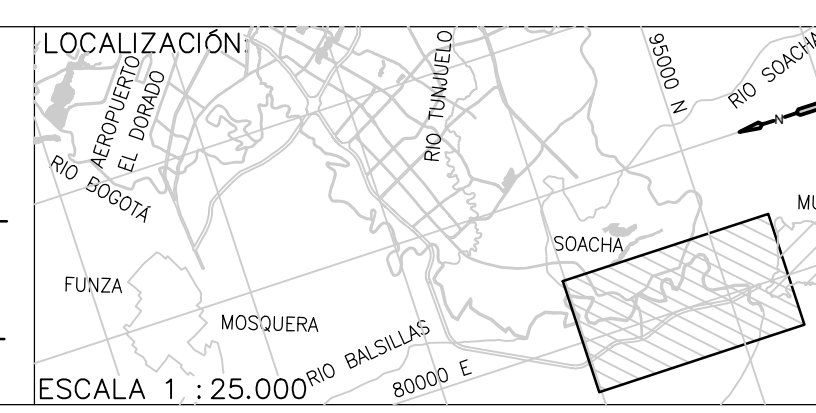 LOCALIZACIÓN:
AEROPUERTO
EL DORADO
RIO BOGOTÁ
RIO TUNJUELO
95000 N
RIO SOACHA
N
SOACHA
FUNZA
MOSQUERA
RIO BALSILLAS
80000 E
ESCALA 1 : 25.000